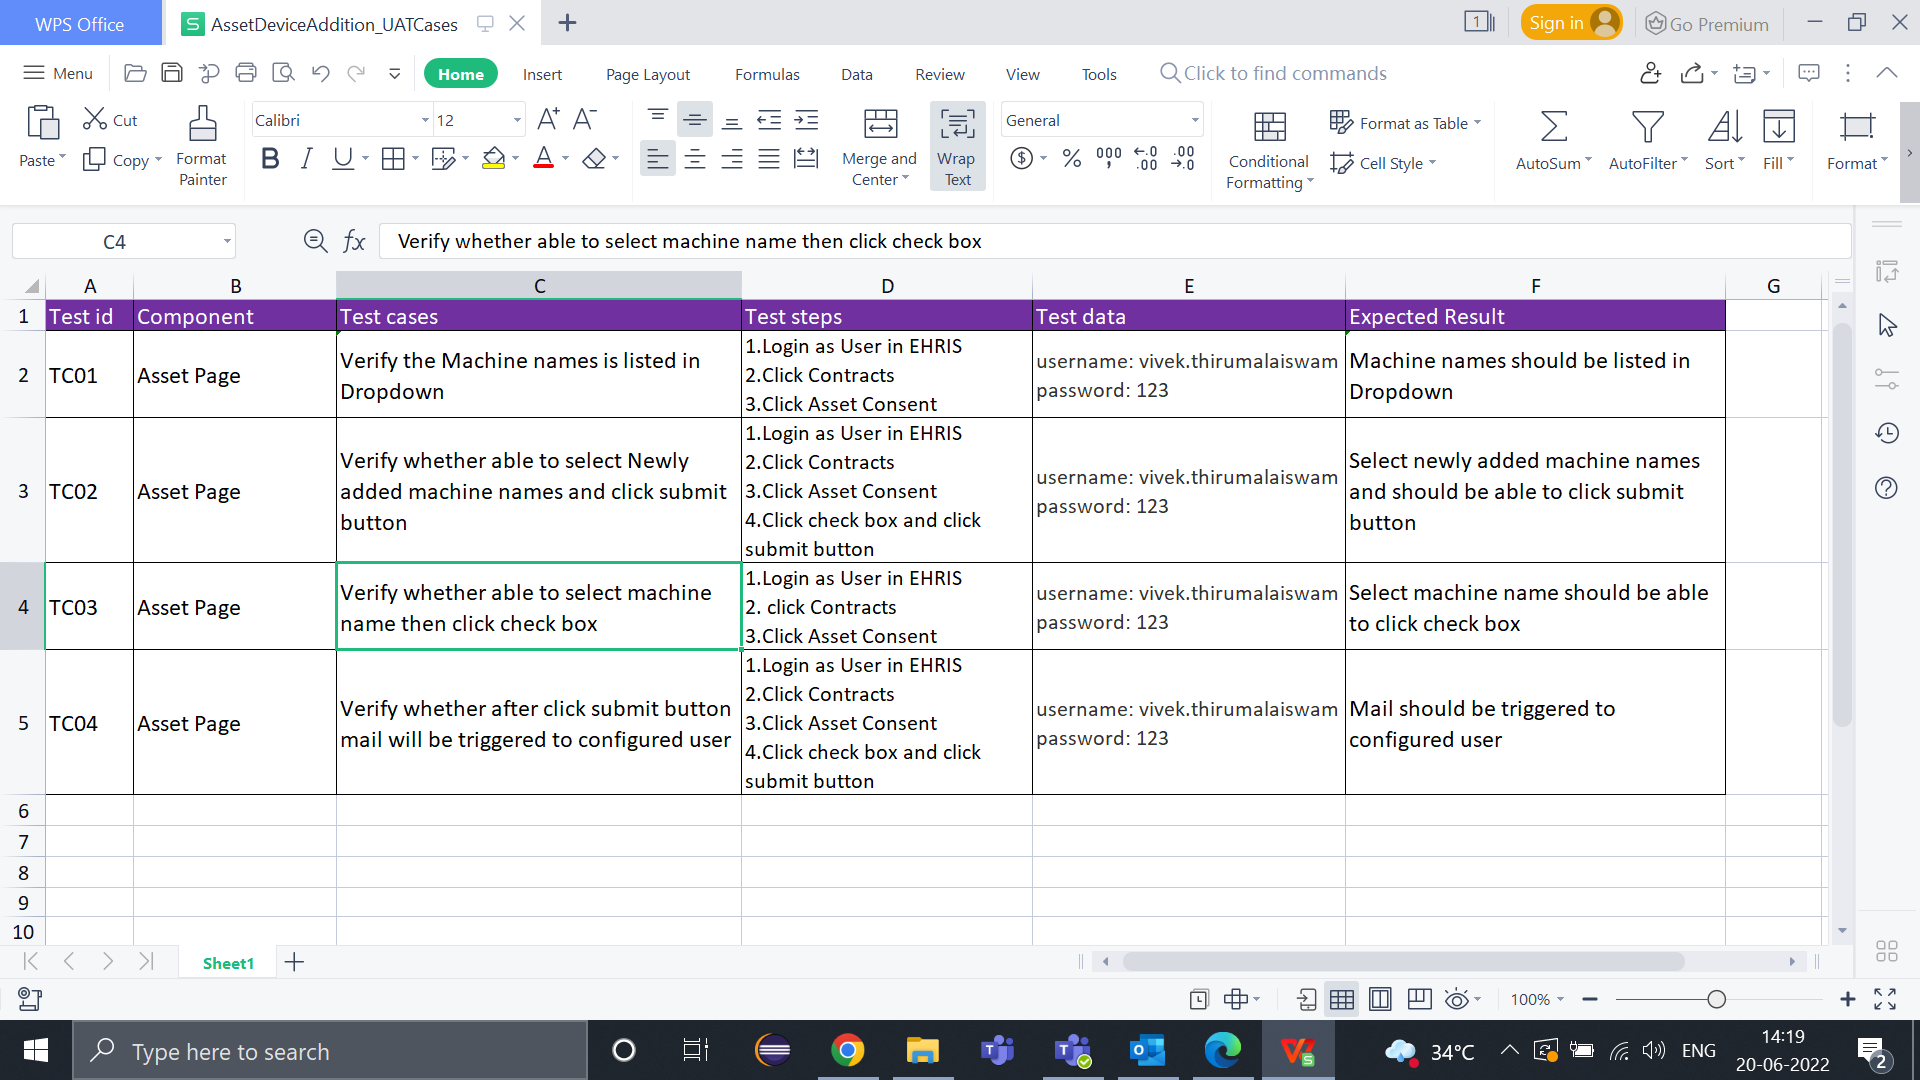 WPS Office
AssetDeviceAddition_UATCases
1
Sign in
Go Premium
Menu
Home
Insert
Page Layout
Formulas
Data
Review
View
Tools
Click to find commands
Paste
Cut
Copy
Format Painter
Calibri
12
Merge and Center
Wrap Text
General
Conditional Formatting
Format as Table
Cell Style
AutoSum
AutoFilter
Sort
Fill
Format
C4
Verify whether able to select machine name then click check box
A B C D E F G
1 Test id Component Test cases Test steps Test data Expected Result
2 TC01 Asset Page
Verify the Machine names is listed in
Dropdown
1.Login as User in EHRIS
2.Click Contracts
3.Click Asset Consent
username: vivek.thirumalaiswam
password: 123
Machine names should be listed in
Dropdown
3 TC02 Asset Page
Verify whether able to select Newly
added machine names and click submit
button
1.Login as User in EHRIS
2.Click Contracts
3.Click Asset Consent
4.Click check box and click
submit button
username: vivek.thirumalaiswam
password: 123
Select newly added machine names
and should be able to click submit
button
4 TC03 Asset Page
Verify whether able to select machine
name then click check box
1.Login as User in EHRIS
2. click Contracts
3.Click Asset Consent
username: vivek.thirumalaiswam
password: 123
Select machine name should be able
to click check box
5 TC04 Asset Page
Verify whether after click submit button
mail will be triggered to configured user
1.Login as User in EHRIS
2.Click Contracts
3.Click Asset Consent
4.Click check box and click
submit button
username: vivek.thirumalaiswam
password: 123
Mail should be triggered to
configured user
6
7
8
9
10
Sheet1
100%
Type here to search
34°C
ENG
14:19
20-06-2022
2